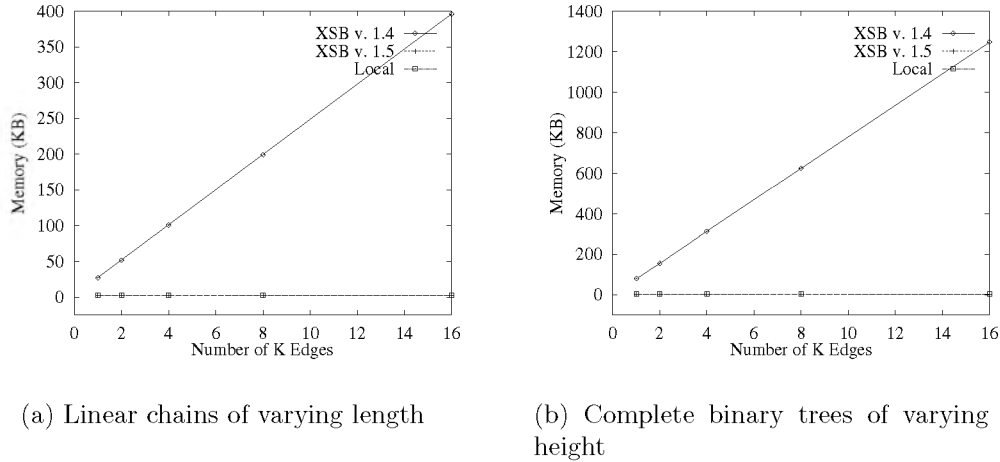 400
350
300
250
200
150
100
50
0
Memory (KB)
XSB v. 1.4
XSB v. 1.5
Local
0 2 4 6 8 10 12 14 16
Number of K Edges
(a) Linear chains of varying length
1400
1200
1000
800
600
400
200
0
Memory (KB)
XSB v. 1.4
XSB v. 1.5
Local
0 2 4 6 8 10 12 14 16
Number of K Edges
(b) Complete binary trees of varying
height